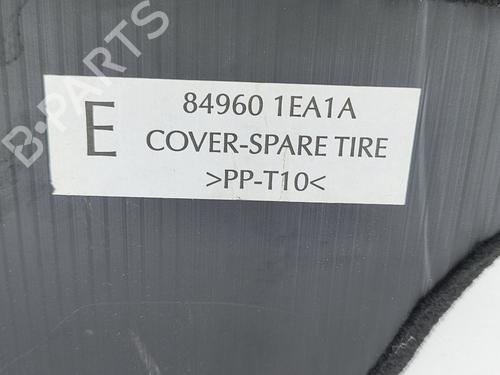 B-PARTS
E
84960 1EA1A
COVER-SPARE TIRE
>PP-T10<